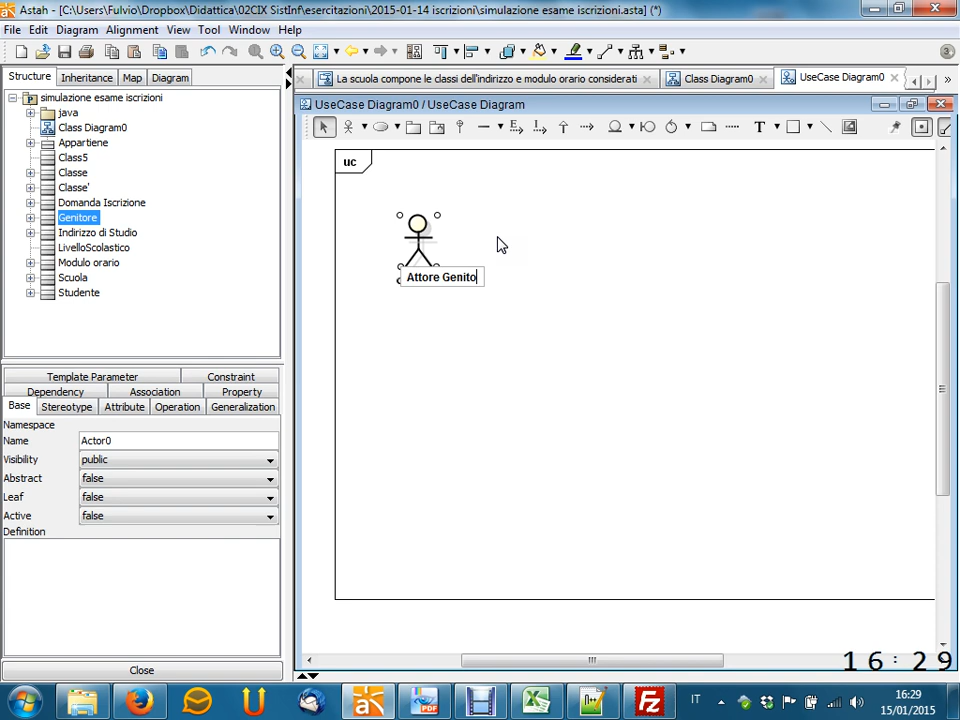 Astah - [C:\Users\Fulvio\Dropbox\Didattica\02CIX SistInf\esercitazioni\2015-01-14 iscrizioni\simulazione esame iscrizioni.asta] (*)
File Edit Diagram Alignment View Tool Window Help
3
Structure Inheritance Map Diagram
La scuola compone le classi dell'indirizzo e modulo orario considerati Class Diagram0 UseCase Diagram0
simulazione esame iscrizioni
java
Class Diagram0
Appartiene
Class5
Classe
Classe'
Domanda Iscrizione
Genitore
Indirizzo di Studio
LivelloScolastico
Modulo orario
Scuola
Studente
UseCase Diagram0 / UseCase Diagram
E I T
uc
Attore Genito
Template Parameter Constraint
Dependency Association Property
Base Stereotype Attribute Operation Generalization
Namespace
Name Actor0
Visibility public
Abstract false
Leaf false
Active false
Definition
Close
16:29
IT
PDF
FZ
16:29
15/01/2015